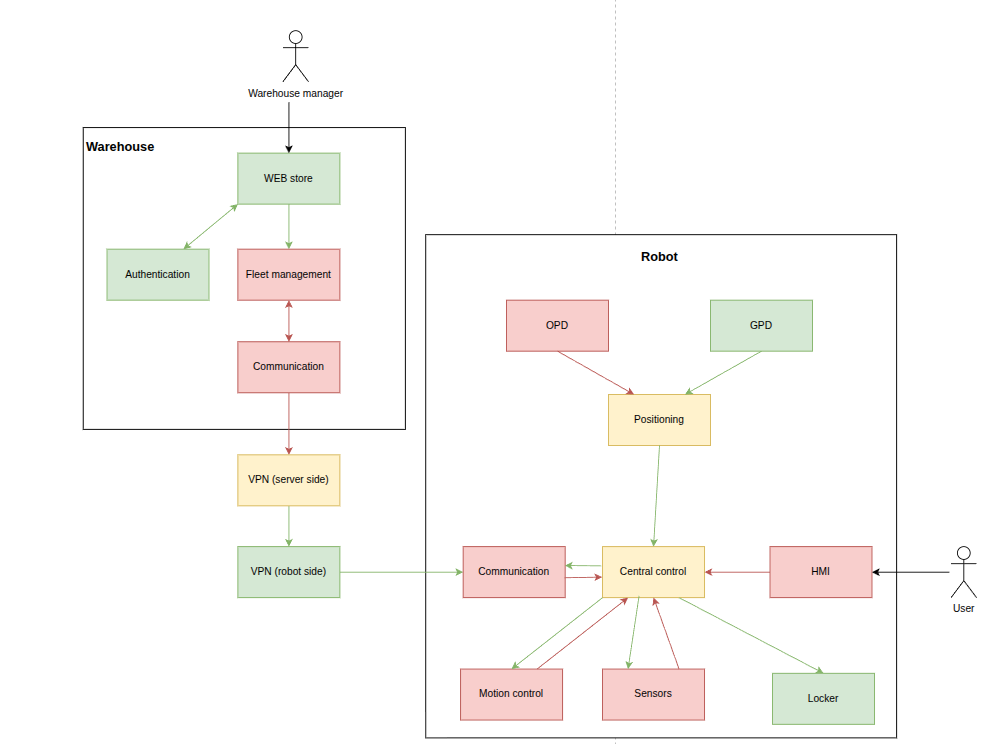 Warehouse manager
Warehouse
WEB store
Authentication
Fleet management
Communication
VPN (server side)
VPN (robot side)
Robot
OPD
GPD
Positioning
Communication
Central control
HMI
User
Motion control
Sensors
Locker